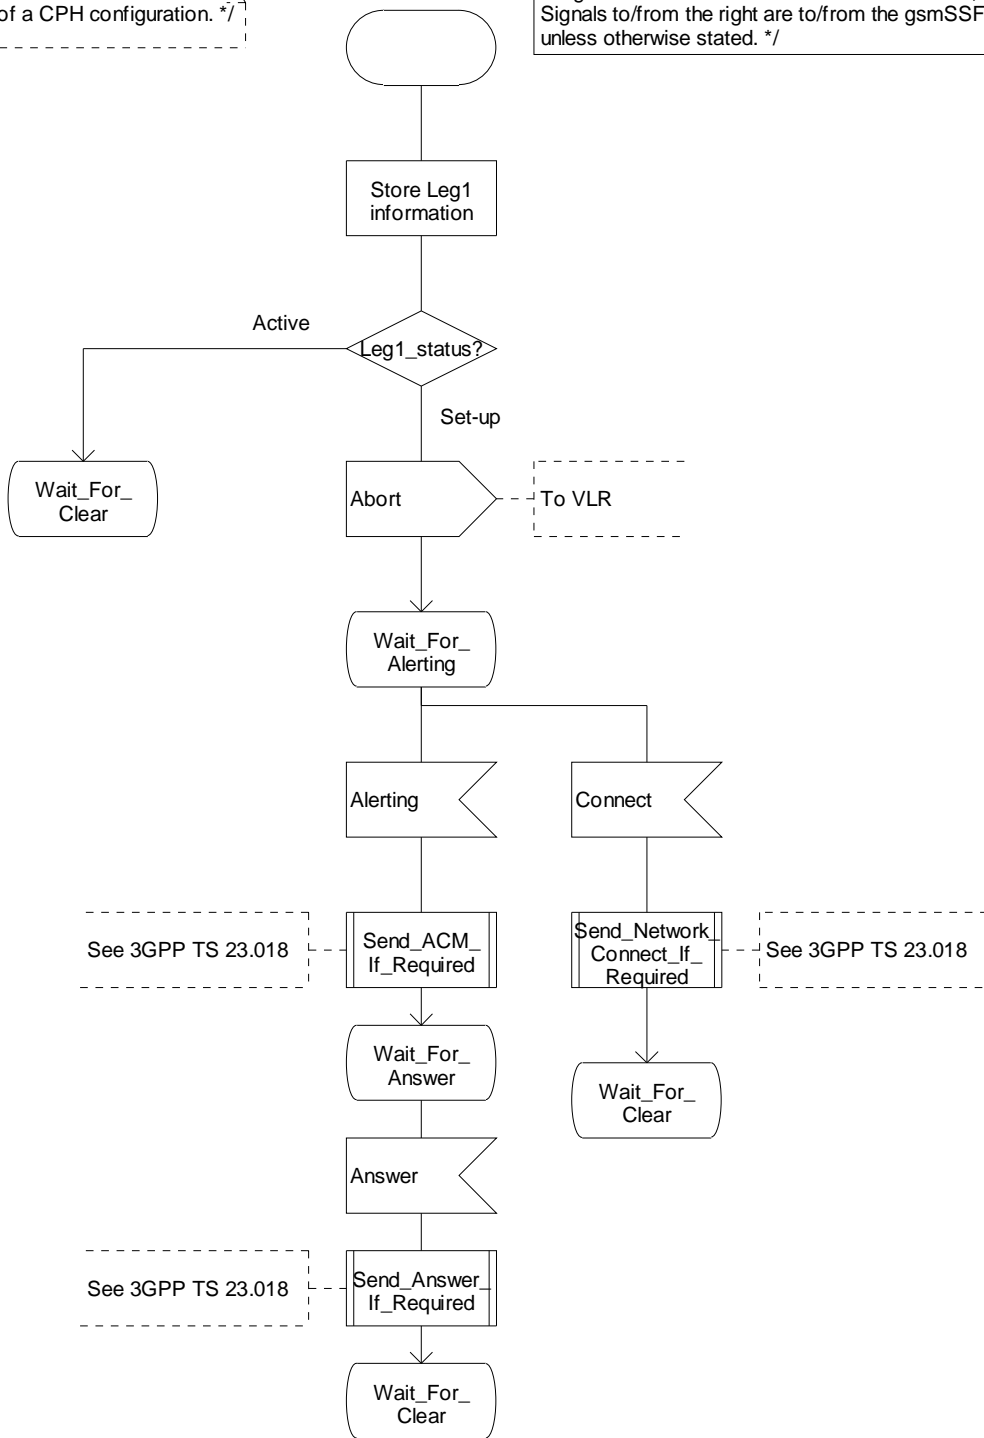 of a CPH configuration. */
Signals to/from the right are to/from the gsmSSF
unless otherwise stated. */
Store Leg1
information
Active
Leg1_status?
Set-up
Wait_For_
Clear
Abort
To VLR
Wait_For_
Alerting
Alerting
Connect
See 3GPP TS 23.018
Send_ACM_
If_Required
Send_Network_
Connect_If_
Required
See 3GPP TS 23.018
Wait_For_
Answer
Wait_For_
Clear
Answer
See 3GPP TS 23.018
Send_Answer_
If_Required
Wait_For_
Clear